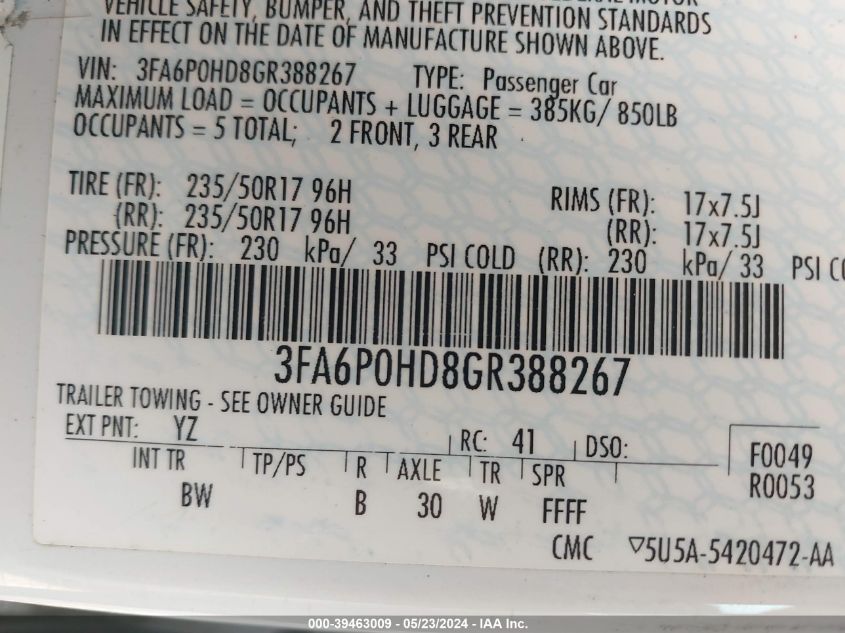 VEHICLE SAFETY, BUMPER, AND THEFT PREVENTION STANDARDS
IN EFFECT ON THE DATE OF MANUFACTURE SHOWN ABOVE.
VIN: 3FA6P0HD8GR388267 TYPE: Passenger Car
MAXIMUM LOAD = OCCUPANTS + LUGGAGE = 385KG/ 850LB
OCCUPANTS = 5 TOTAL; 2 FRONT, 3 REAR
TIRE (FR): 235/50R17 96H RIMS (FR): 17x7.5J
(RR): 235/50R17 96H (RR): 17x7.5J
PRESSURE (FR): 230 kPa/ 33 PSI COLD (RR): 230 kPa/ 33 PSI CO
3FA6P0HD8GR388267
TRAILER TOWING - SEE OWNER GUIDE
EXT PNT: YZ RC: 41 DSO: F0049
INT TR TP/PS R AXLE TR SPR R0053
BW B 30 W FFFF
CMC ▽5U5A-5420472-AA
000-39463009 - 05/23/2024 - IAA Inc.